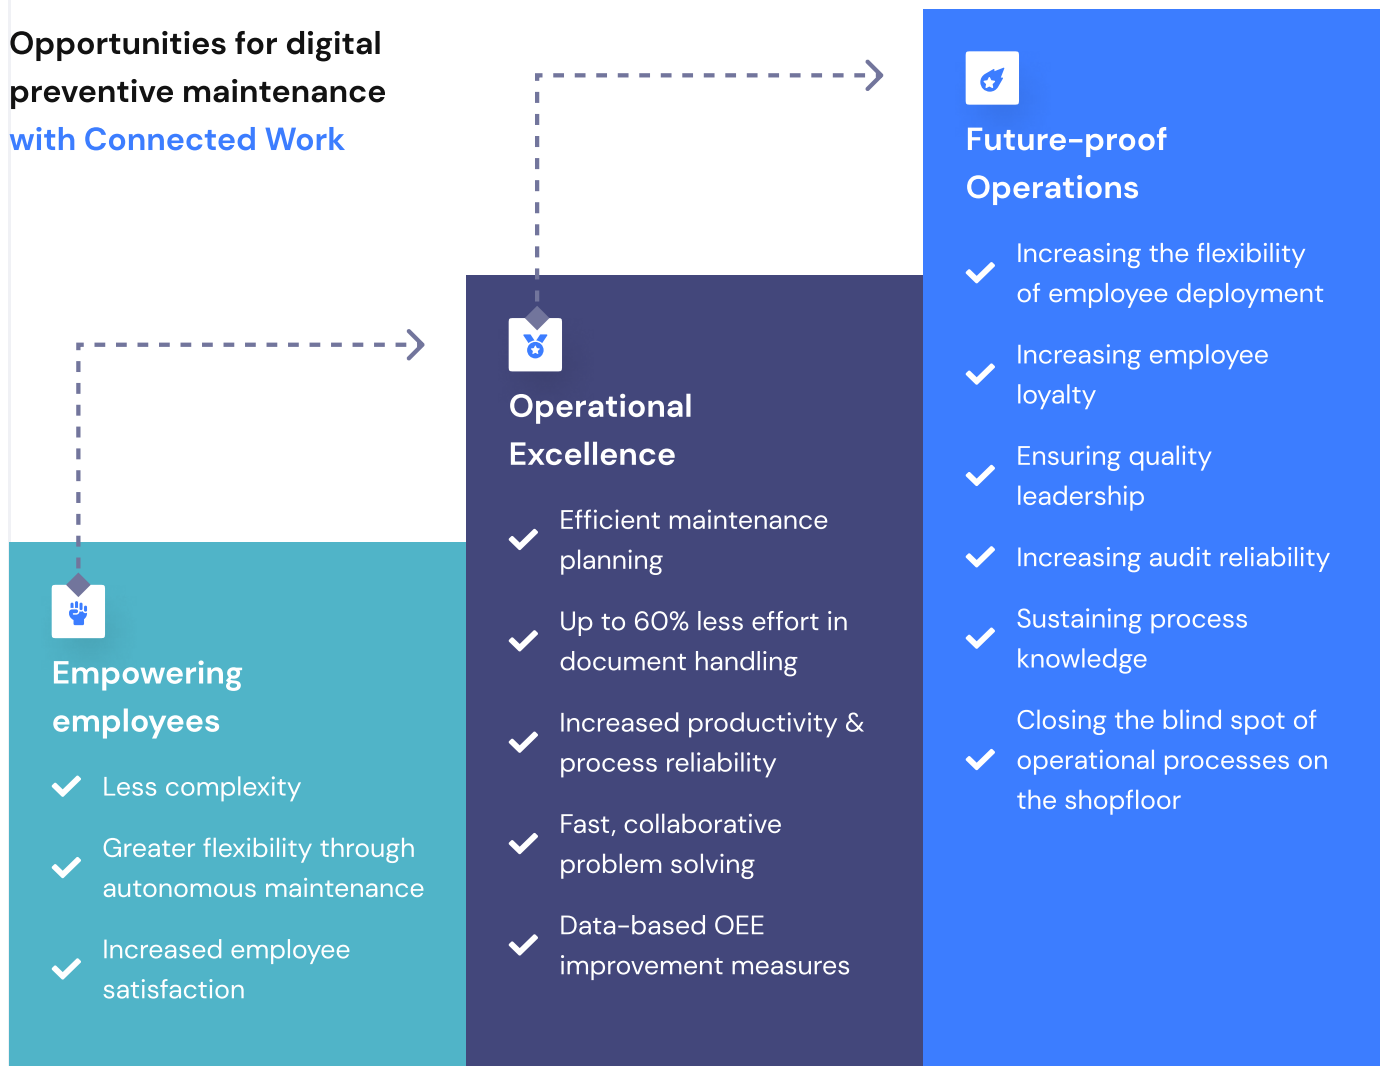 Opportunities for digital
preventive maintenance
with Connected Work
Empowering
employees
Less complexity
Greater flexibility through
autonomous maintenance
Increased employee
satisfaction
Operational
Excellence
Efficient maintenance
planning
Up to 60% less effort in
document handling
Increased productivity &
process reliability
Fast, collaborative
problem solving
Data-based OEE
improvement measures
Future-proof
Operations
Increasing the flexibility
of employee deployment
Increasing employee
loyalty
Ensuring quality
leadership
Increasing audit reliability
Sustaining process
knowledge
Closing the blind spot of
operational processes on
the shopfloor